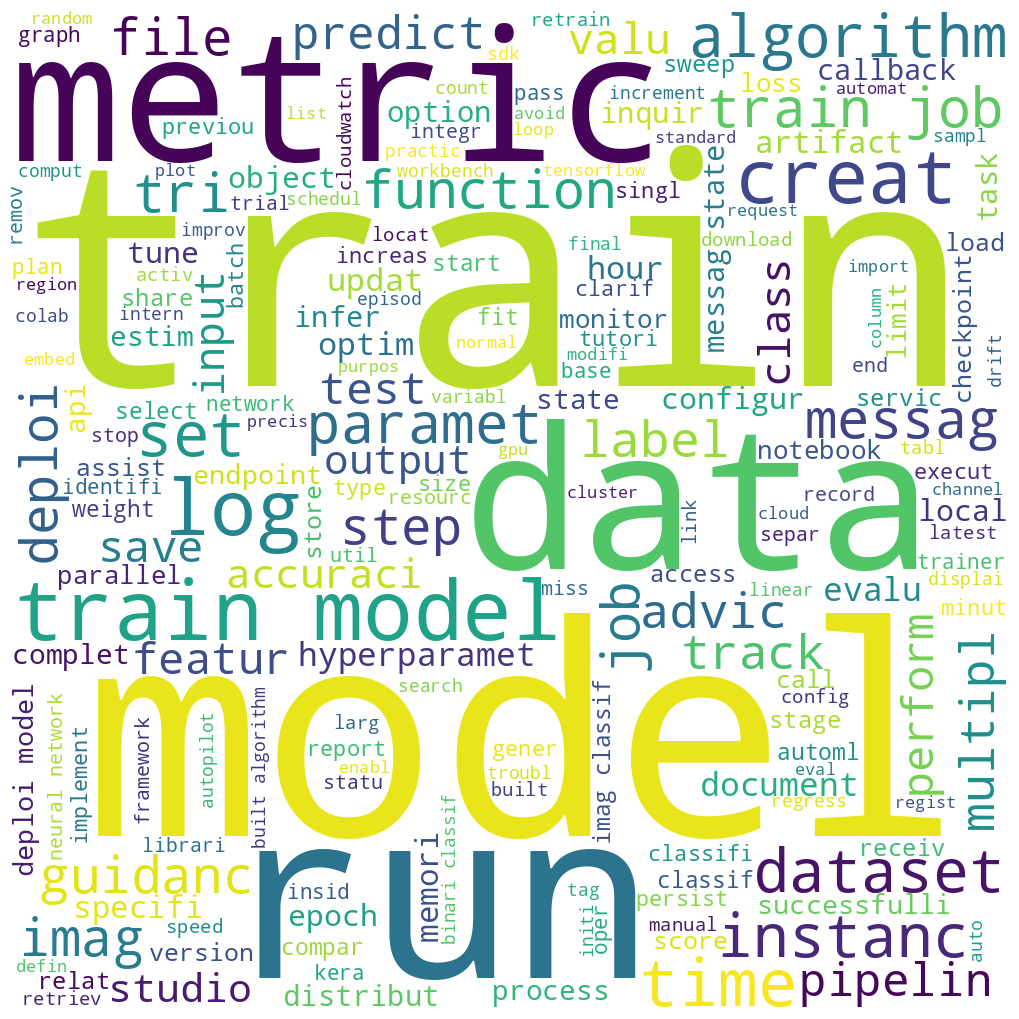 random
graph
file
predict
retrain
sdk
valu
algorithm
metric
sweep
callback
cloudwatch
list
count
pass
increment
loss
automat
previou
option
integr
avoid
loop
inquir
train job
practic
standard
artifact
sampl
comput
plot
tri
object
workbench
tensorflow
function
singl
message state
creat
task
remov
trial
schedul
request
train
improv
locat
final
download
load
plan
tune
activ
batch
increas
start
hour
class
import
region
share
updat
clarif
limit
checkpoint
colab
intern
input
episod
infer
fit
monitor
column
drift
estim
optim
normal
tutori
modifi
end
embed
purpos
base
deploi
api
select
network
test
variabl
state
configur
servic
stop
set
precis
paramet
messag
label
output
gpu
notebook
tabl
assist
endpoint
data
identifi
log
type
size
resourc
cluster
execut
weight
store
step
link
cloud
record
channel
local
save
util
separ
latest
parallel
accuraci
miss
access
trainer
linear
evalu
displai
train model
job
advic
minut
complet
featur
hyperparamet
track
perform
multipl
search
call
config
deploi model
neural network
implement
framework
autopilot
built algorithm
model
larg
report
enabl
statu
gener
troubl
built
imag classif
stage
automl
document
eval
regress
regist
librari
run
memori
binari classif
classifi
receiv
guidanc
insid
classif
dataset
specifi
epoch
tag
persist
successfulli
imag
speed
compar
initi
oper
manual
score
instanc
auto
version
defin
relat
kera
time
pipelin
retriev
studio
distribut
process